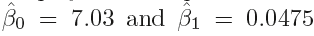 β̂₀ = 7.03 and β̂₁ = 0.0475